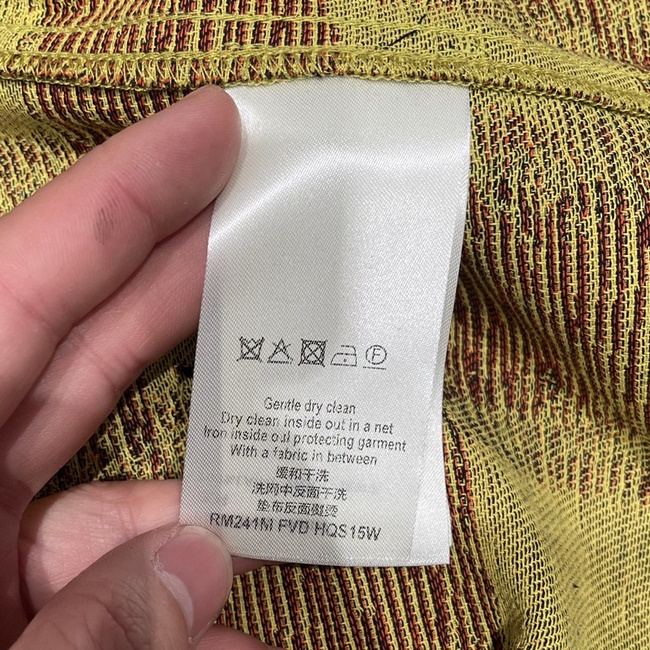 F
Gentle dry clean
Dry clean inside out in a net
Iron inside out protecting garment
With a fabric in between
缓和干洗
洗网中反面干洗
垫布反面熨烫
RM241M FVD HQS15W